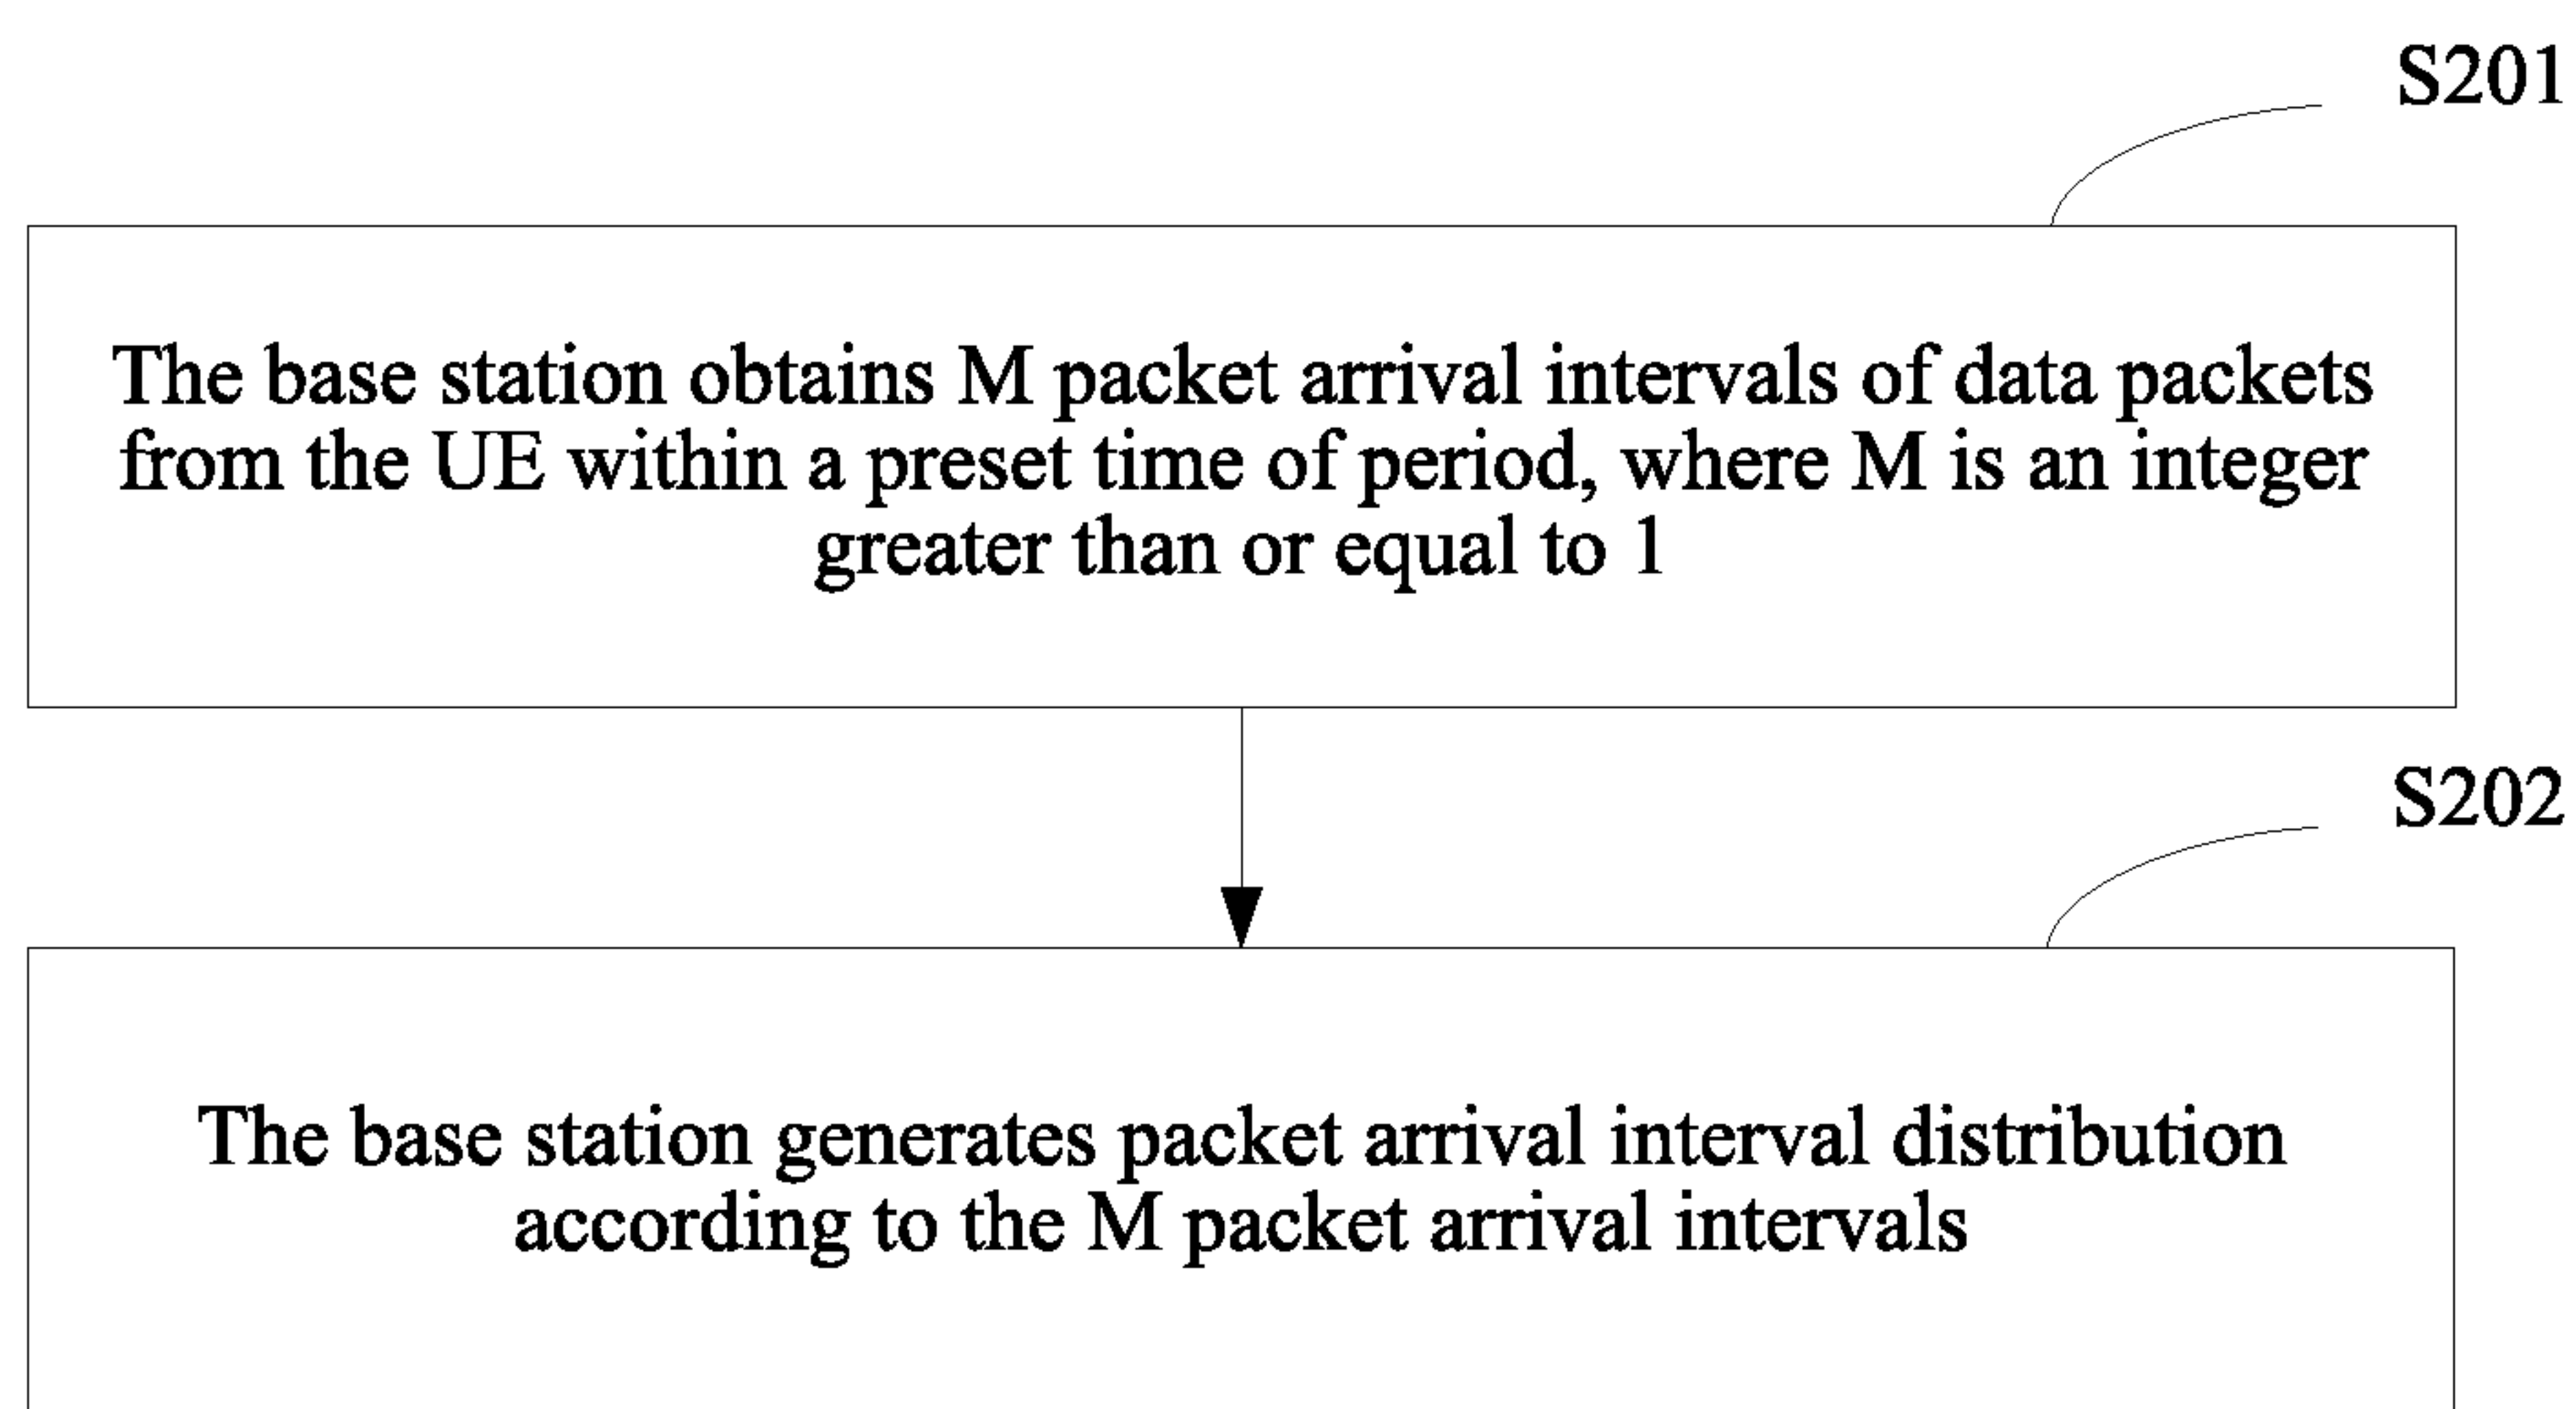 S201
The base station obtains M packet arrival intervals of data packets
from the UE within a preset time of period, where M is an integer
greater than or equal to 1
S202
The base station generates packet arrival interval distribution
according to the M packet arrival intervals